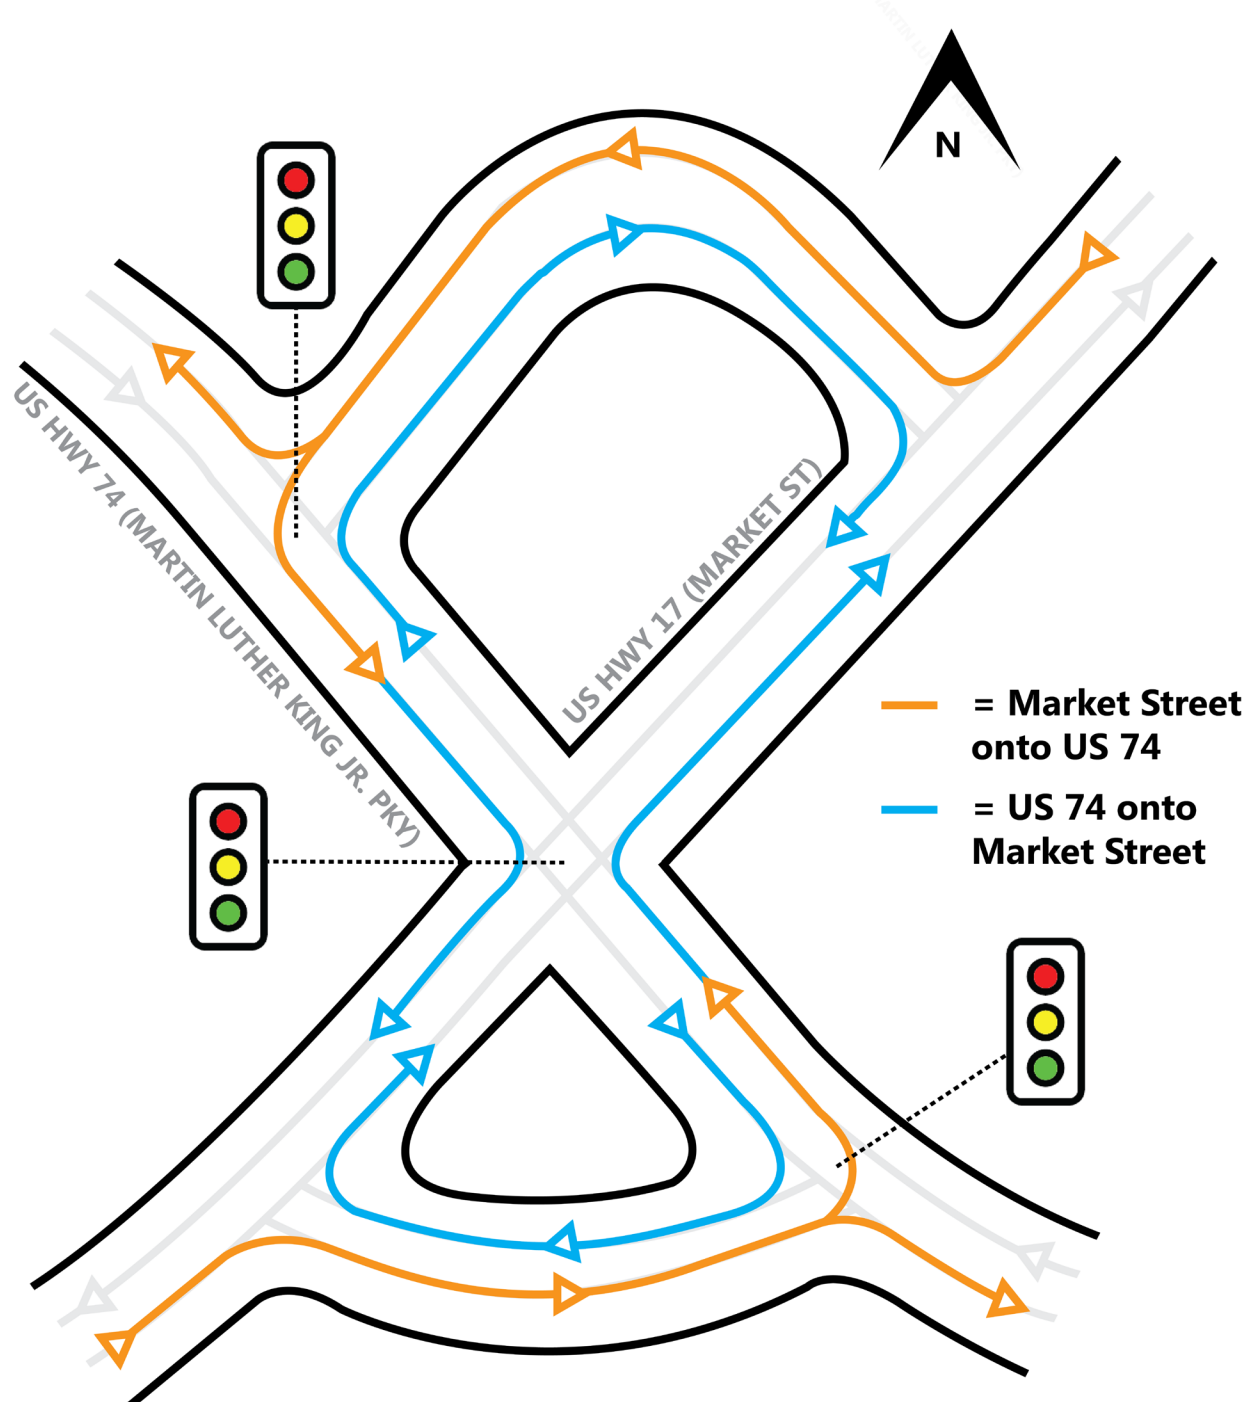 N
US HWY 74 (MARTIN LUTHER KING JR. PKY)
US HWY 17 (MARKET ST)
= Market Street
onto US 74
= US 74 onto
Market Street